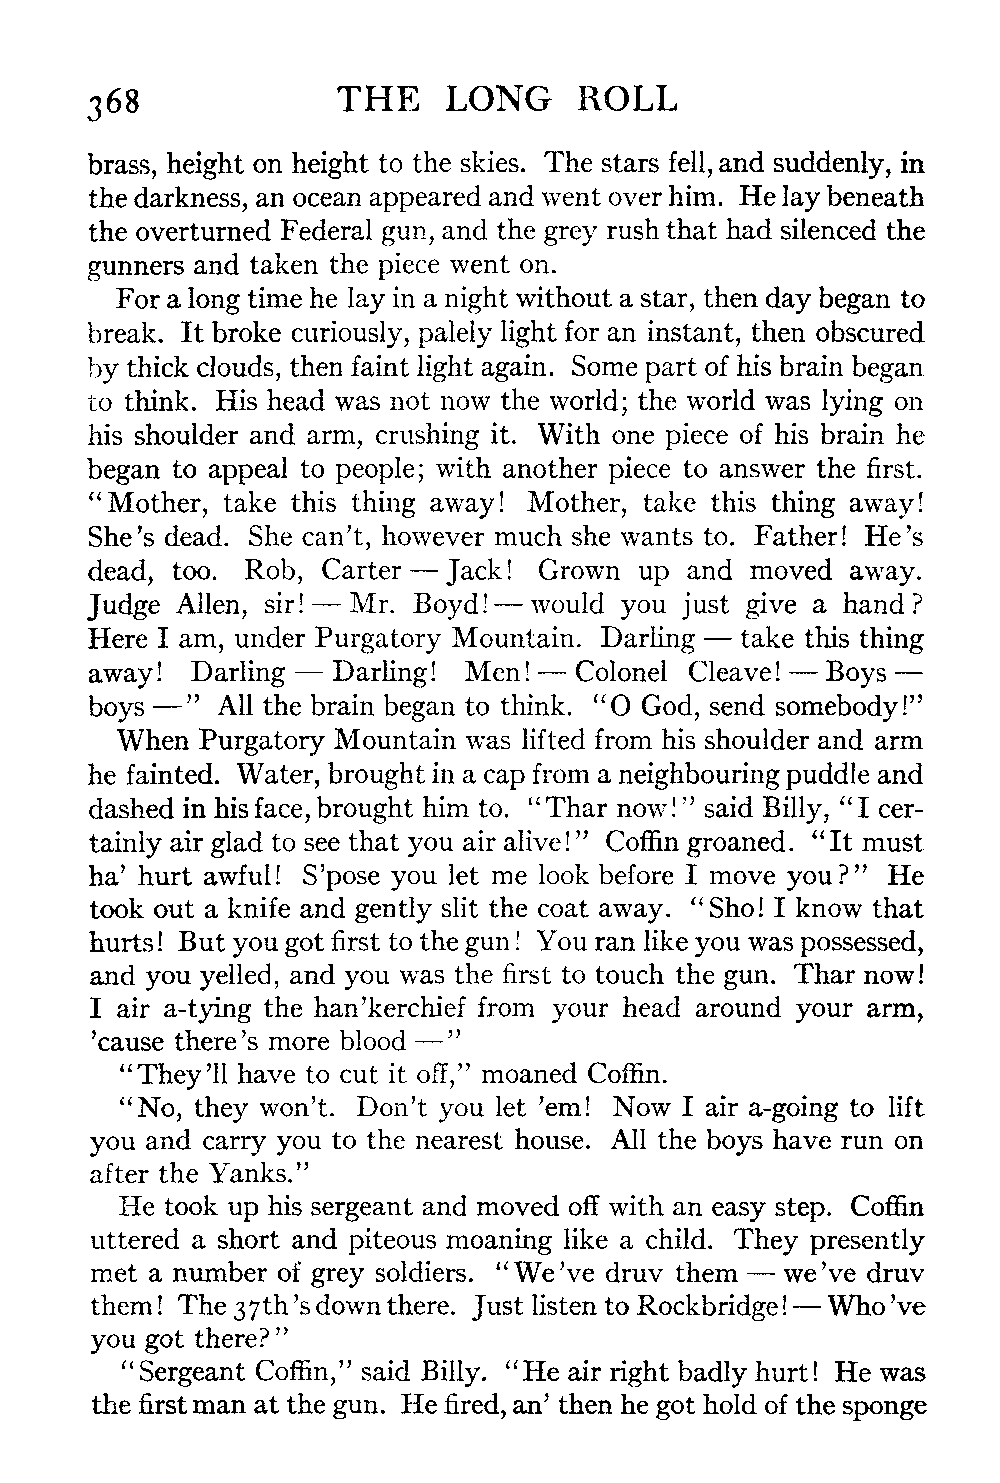 368 THE LONG ROLL
brass, height on height to the skies. The stars fell, and suddenly, in
the darkness, an ocean appeared and went over him. He lay beneath
the overturned Federal gun, and the grey rush that had silenced the
gunners and taken the piece went on.
For a long time he lay in a night without a star, then day began to
break. It broke curiously, palely light for an instant, then obscured
by thick clouds, then faint light again. Some part of his brain began
to think. His head was not now the world; the world was lying on
his shoulder and arm, crushing it. With one piece of his brain he
began to appeal to people; with another piece to answer the first.
"Mother, take this thing away! Mother, take this thing away!
She's dead. She can't, however much she wants to. Father! He's
dead, too. Rob, Carter — Jack! Grown up and moved away.
Judge Allen, sir! — Mr. Boyd! — would you just give a hand?
Here I am, under Purgatory Mountain. Darling — take this thing
away! Darling — Darling! Men! — Colonel Cleave! — Boys —
boys —" All the brain began to think. "O God, send somebody!"
When Purgatory Mountain was lifted from his shoulder and arm
he fainted. Water, brought in a cap from a neighbouring puddle and
dashed in his face, brought him to. "Thar now!" said Billy, "I cer-
tainly air glad to see that you air alive!" Coffin groaned. "It must
ha' hurt awful! S'pose you let me look before I move you?" He
took out a knife and gently slit the coat away. "Sho! I know that
hurts! But you got first to the gun! You ran like you was possessed,
and you yelled, and you was the first to touch the gun. Thar now!
I air a-tying the han'kerchief from your head around your arm,
'cause there's more blood —"
"They'll have to cut it off," moaned Coffin.
"No, they won't. Don't you let 'em! Now I air a-going to lift
you and carry you to the nearest house. All the boys have run on
after the Yanks."
He took up his sergeant and moved off with an easy step. Coffin
uttered a short and piteous moaning like a child. They presently
met a number of grey soldiers. "We've druv them — we've druv
them! The 37th's down there. Just listen to Rockbridge! — Who've
you got there?"
"Sergeant Coffin," said Billy. "He air right badly hurt! He was
the first man at the gun. He fired, an' then he got hold of the sponge